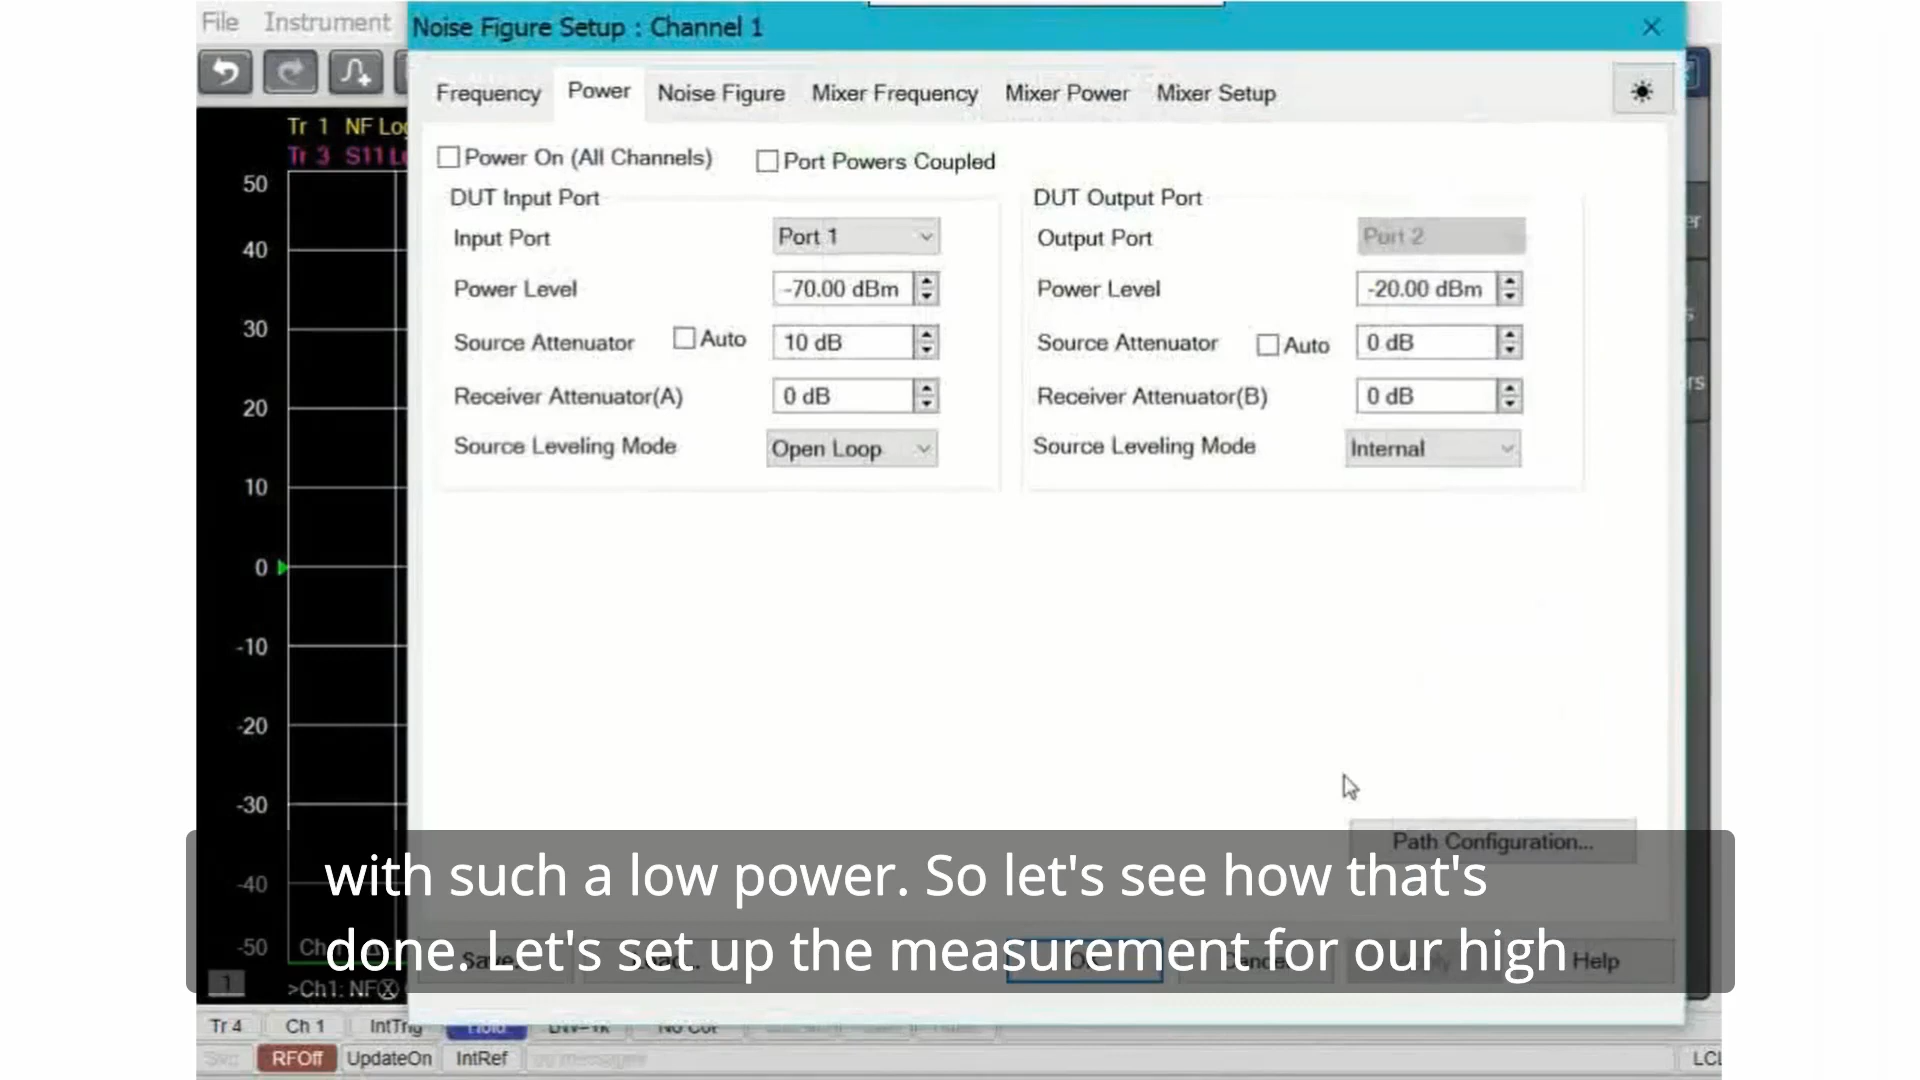 File Instrument
Noise Figure Setup : Channel 1
Frequency Power Noise Figure Mixer Frequency Mixer Power Mixer Setup
Tr 1 NF
Tr 3 S11
Power On (All Channels) Port Powers Coupled
DUT Input Port DUT Output Port
Input Port Port 1 Output Port Port 2
Power Level -70.00 dBm Power Level -20.00 dBm
Source Attenuator Auto 10 dB Source Attenuator Auto 0 dB
Receiver Attenuator(A) 0 dB Receiver Attenuator(B) 0 dB
Source Leveling Mode Open Loop Source Leveling Mode Internal
50
40
30
20
10
0
-10
-20
-30
-40
-50
Path Configuration...
with such a low power. So let's see how that's
done. Let's set up the measurement for our high
Help
1
>Ch1: NF
Tr 4 Ch 1 IntTrig Hold
RFOff UpdateOn IntRef